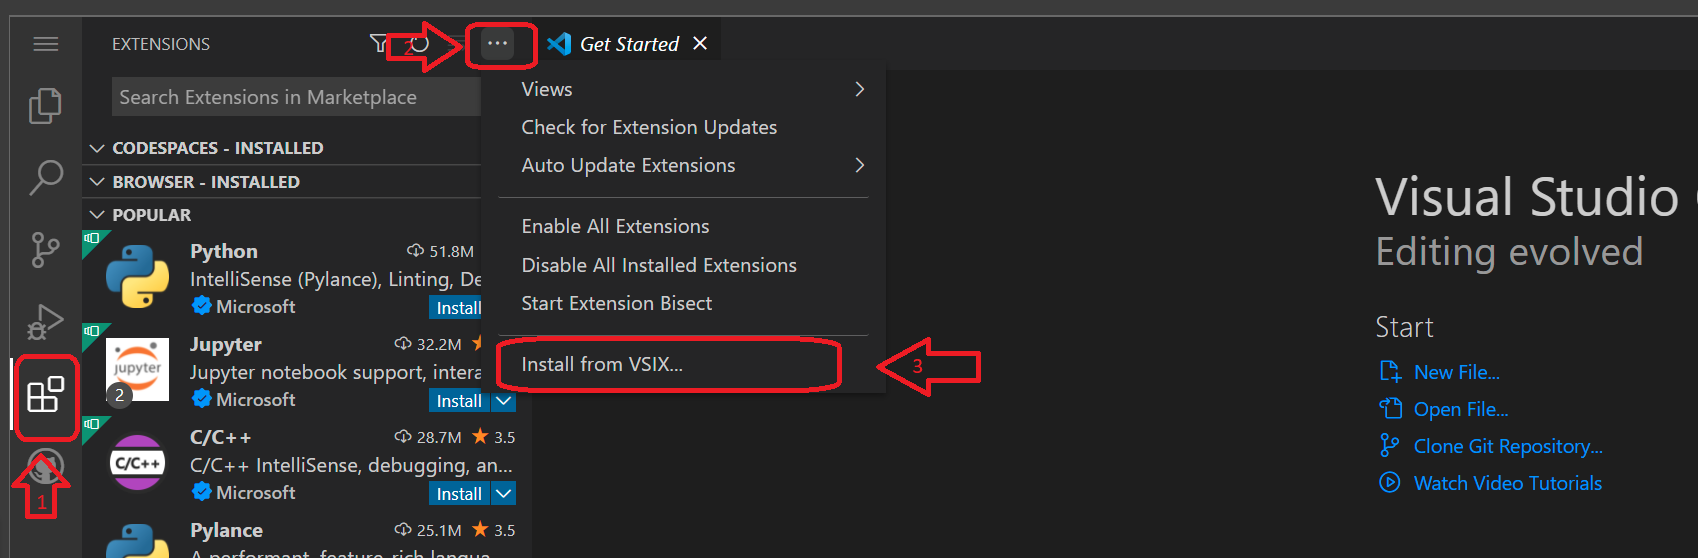 EXTENSIONS
2
...
Get Started
Search Extensions in Marketplace
CODESPACES - INSTALLED
BROWSER - INSTALLED
POPULAR
Python 51.8M
IntelliSense (Pylance), Linting, De
Microsoft
Install
Jupyter 32.2M
Jupyter notebook support, intera
jupyter
2
Microsoft
Install
C/C++ 28.7M 3.5
C/C++
C/C++ IntelliSense, debugging, an...
Microsoft
Install
Pylance 25.1M 3.5
A performant, feature-rich langua
1
Views
Check for Extension Updates
Auto Update Extensions
Enable All Extensions
Disable All Installed Extensions
Start Extension Bisect
Install from VSIX...
3
Visual Studio
Editing evolved
Start
New File...
Open File...
Clone Git Repository...
Watch Video Tutorials